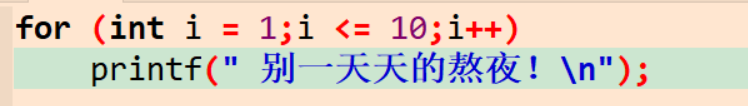 for (int i = 1;i <= 10;i++)
    printf(" 别一天天的熬夜！\n");